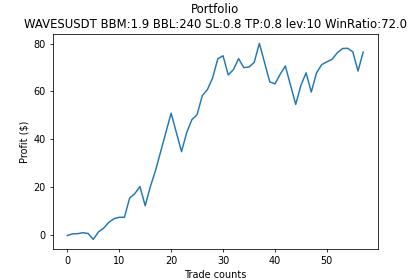 Portfolio
WAVESUSDT BBM:1.9 BBL:240 SL:0.8 TP:0.8 lev:10 WinRatio:72.0
80
60
40
20
0
Profit ($)
0 10 20 30 40 50
Trade counts